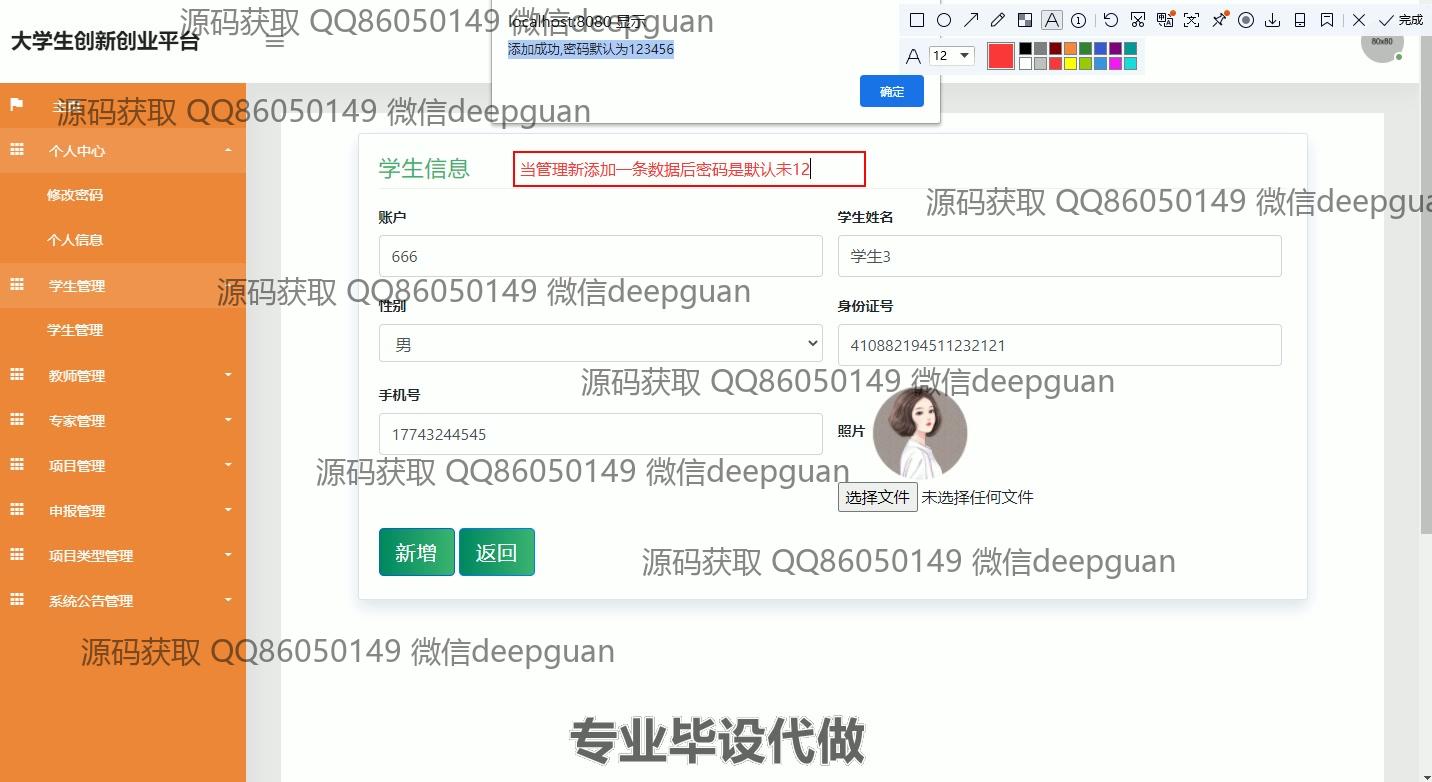 源码获取 QQ86050149 微信deepguan
localhost:8080 显示
添加成功,密码默认为123456
确定
完成
12
80x80
大学生创新创业平台
源码获取 QQ86050149 微信deepguan
主页
个人中心
修改密码
个人信息
学生管理
学生管理
教师管理
专家管理
项目管理
申报管理
项目类型管理
系统公告管理
学生信息
当管理新添加一条数据后密码是默认未12
源码获取 QQ86050149 微信deepgua
账户
学生姓名
666
学生3
源码获取 QQ86050149 微信deepguan
性别
身份证号
男
410882194511232121
源码获取 QQ86050149 微信deepguan
手机号
17743244545
照片
源码获取 QQ86050149 微信deepguan
选择文件 未选择任何文件
新增 返回
源码获取 QQ86050149 微信deepguan
源码获取 QQ86050149 微信deepguan
专业毕设代做